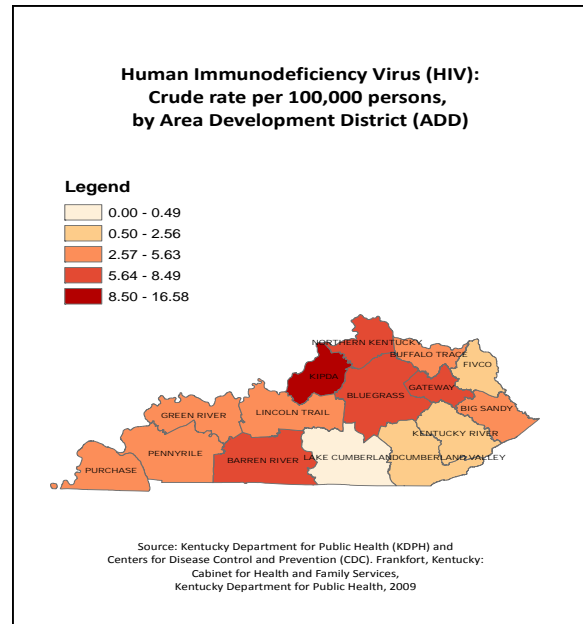 Human Immunodeficiency Virus (HIV):
Crude rate per 100,000 persons,
by Area Development District (ADD)
Legend
0.00 - 0.49
0.50 - 2.56
2.57 - 5.63
5.64 - 8.49
8.50 - 16.58
NORTHERN KENTUCKY
BUFFALO TRACE
FIVCO
KIPDA
GATEWAY
BLUEGRASS
BIG SANDY
GREEN RIVER
LINCOLN TRAIL
KENTUCKY RIVER
PENNYRILE
BARREN RIVER
LAKE CUMBERLAND
CUMBERLAND VALLEY
PURCHASE
Source: Kentucky Department for Public Health (KDPH) and
Centers for Disease Control and Prevention (CDC). Frankfort, Kentucky:
Cabinet for Health and Family Services,
Kentucky Department for Public Health, 2009